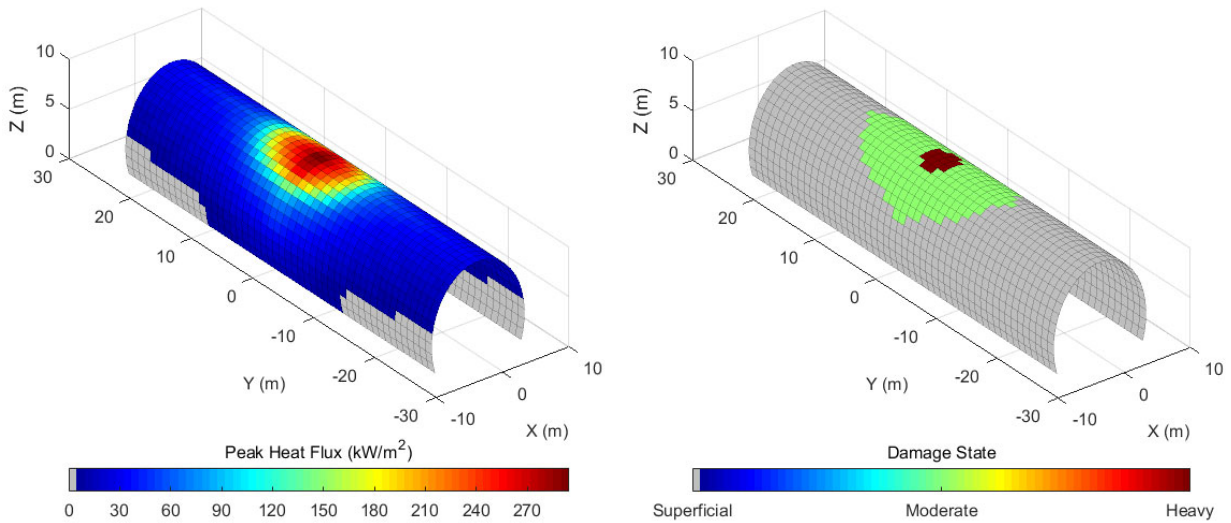 10
5
0
Z (m)
30
20
10
0
-10
-20
-30
Y (m)
-10
0
10
X (m)
Peak Heat Flux (kW/m²)
0 30 60 90 120 150 180 210 240 270
10
5
0
Z (m)
30
20
10
0
-10
-20
-30
Y (m)
-10
0
10
X (m)
Damage State
Superficial Moderate Heavy